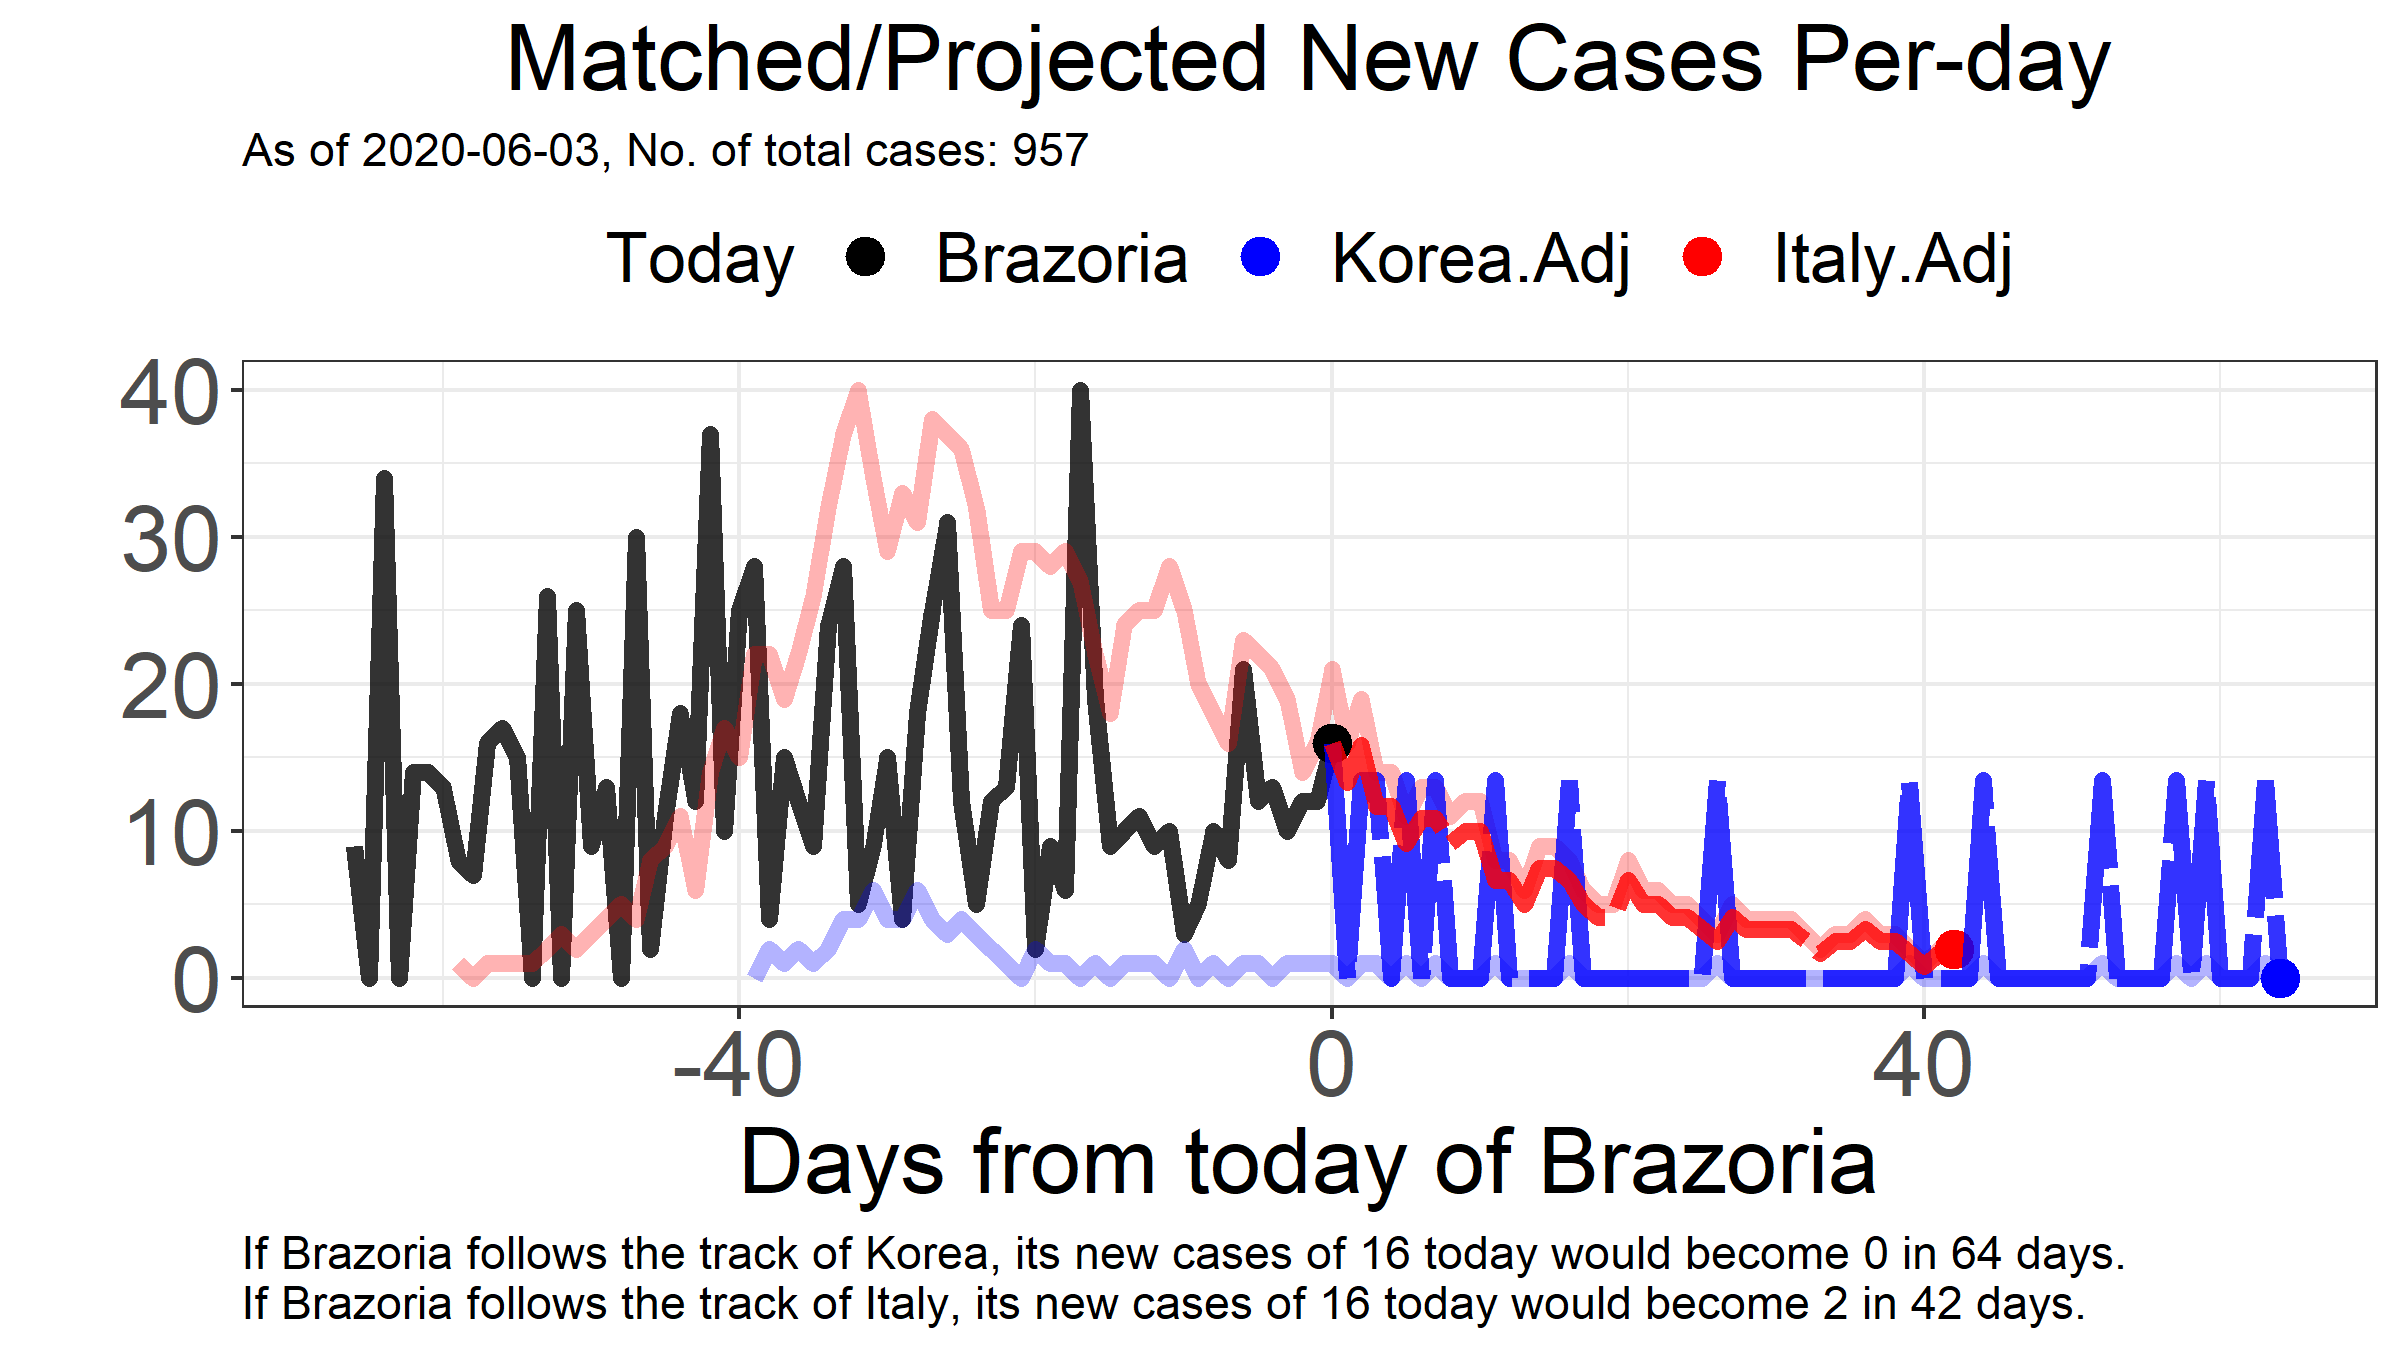 Matched/Projected New Cases Per-day
As of 2020-06-03, No. of total cases: 957
Today Brazoria Korea.Adj Italy.Adj
40
30
20
10
0
-40 0 40
Days from today of Brazoria
If Brazoria follows the track of Korea, its new cases of 16 today would become 0 in 64 days.
If Brazoria follows the track of Italy, its new cases of 16 today would become 2 in 42 days.